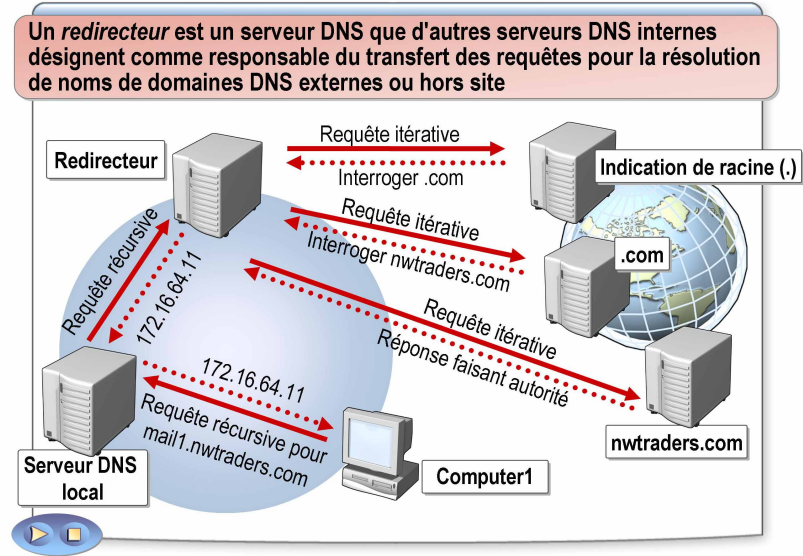 Un redirecteur est un serveur DNS que d'autres serveurs DNS internes
désignent comme responsable du transfert des requêtes pour la résolution
de noms de domaines DNS externes ou hors site
Redirecteur
Requête itérative
Interroger .com
Indication de racine (.)
Requête itérative
Interroger nwtraders.com
.com
Requête récursive
172.16.64.11
Requête itérative
Réponse faisant autorité
nwtraders.com
172.16.64.11
Requête récursive pour
mail1.nwtraders.com
Serveur DNS
local
Computer1